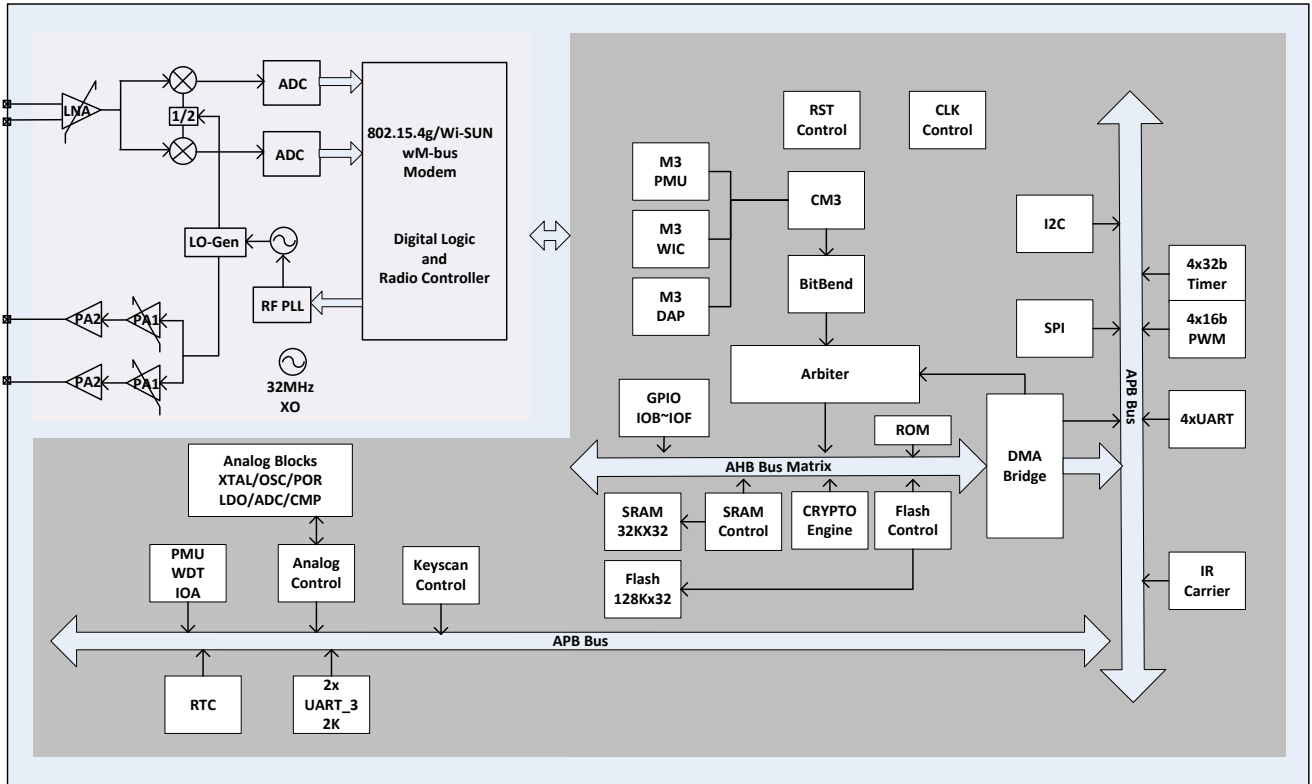 LNA
1/2
ADC
ADC
802.15.4g/Wi-SUN
wM-bus
Modem
Digital Logic
and
Radio Controller
LO-Gen
RF PLL
PA2
PA1
PA2
PA1
32MHz
XO
RST
Control
CLK
Control
M3
PMU
M3
WIC
M3
DAP
CM3
BitBend
Arbiter
GPIO
IOB~IOF
ROM
AHB Bus Matrix
DMA
Bridge
SRAM
32KX32
SRAM
Control
CRYPTO
Engine
Flash
Control
Flash
128Kx32
I2C
SPI
APB Bus
4x32b
Timer
4x16b
PWM
4xUART
IR
Carrier
Analog Blocks
XTAL/OSC/POR
LDO/ADC/CMP
PMU
WDT
IOA
Analog
Control
Keyscan
Control
APB Bus
RTC
2x
UART_3
2K